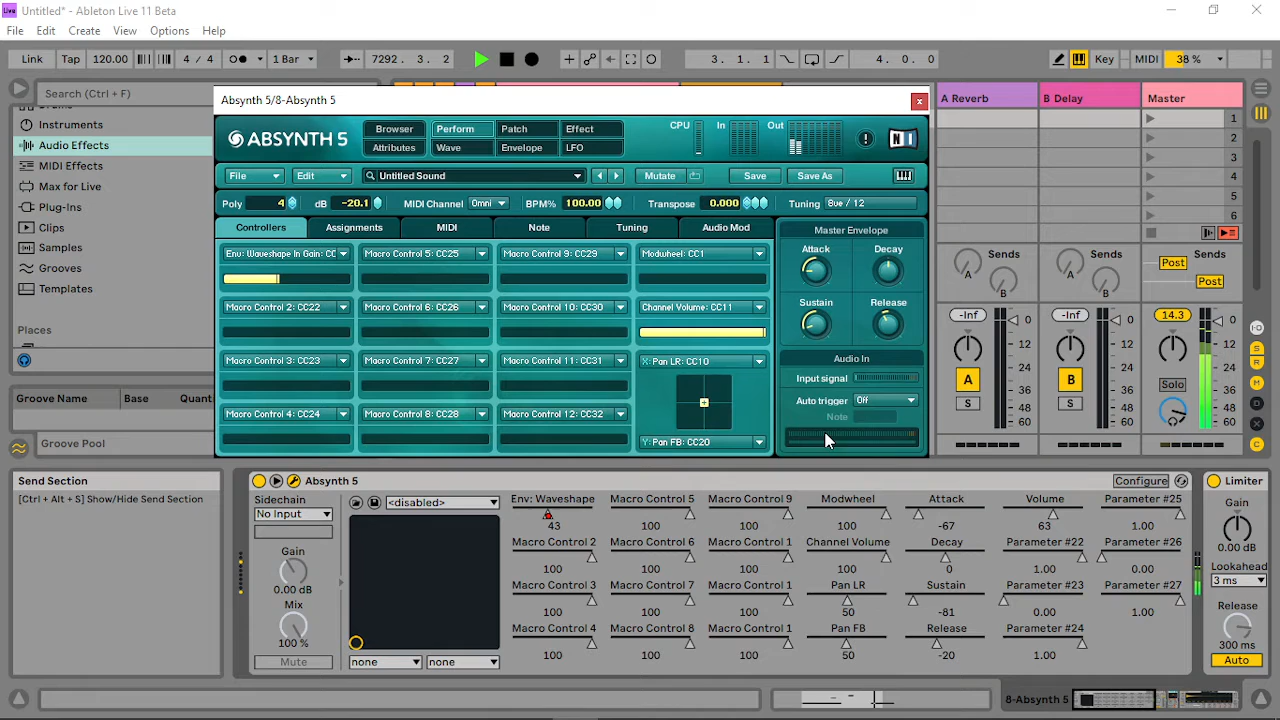 Live Untitled* - Ableton Live 11 Beta
File Edit Create View Options Help
Link Tap 120.00 4 / 4 1 Bar 7292. 3. 2 3. 1. 1 4. 0. 0 Key MIDI 38 %
Search (Ctrl + F)
Drums
Instruments
Audio Effects
MIDI Effects
Max for Live
Plug-Ins
Clips
Samples
Grooves
Templates
Places
Groove Name Base Quant
Groove Pool
Absynth 5/8-Absynth 5 x
ABSYNTH 5
Browser Perform Patch Effect
Attributes Wave Envelope LFO
CPU In Out ! NI
File Edit Untitled Sound Mutate Save Save As
Poly 4 dB -20.1 MIDI Channel Omni BPM% 100.00 Transpose 0.000 Tuning 8ve / 12
Controllers Assignments MIDI Note Tuning Audio Mod
Env: Waveshape In Gain: CC Macro Control 5: CC25 Macro Control 9: CC29 Modwheel: CC1
Macro Control 2: CC22 Macro Control 6: CC26 Macro Control 10: CC30 Channel Volume: CC11
Macro Control 3: CC23 Macro Control 7: CC27 Macro Control 11: CC31 X: Pan LR: CC10
Macro Control 4: CC24 Macro Control 8: CC28 Macro Control 12: CC32 Y: Pan FB: CC20
Master Envelope
Attack Decay
Sustain Release
Audio In
Input signal
Auto trigger Off
Note
A Reverb B Delay Master
1
2
3
4
5
6
Sends Sends Sends
A A Post
B B Post
-Inf -Inf 14.3
0 0 0
12 12 12
24 24 24
36 36 36
48 48 48
60 60 60
A B Solo
S S
I-O
S
R
M
D
X
C
Send Section
[Ctrl + Alt + S] Show/Hide Send Section
Absynth 5 Configure
Sidechain
No Input
Gain
0.00 dB
Mix
100 %
Mute
<disabled>
none none
Env: Waveshape Macro Control 5 Macro Control 9 Modwheel Attack Volume Parameter #25
43 100 100 100 -67 63 1.00
Macro Control 2 Macro Control 6 Macro Control 1 Channel Volume Decay Parameter #22 Parameter #26
100 100 100 100 0 1.00 0.00
Macro Control 3 Macro Control 7 Macro Control 1 Pan LR Sustain Parameter #23 Parameter #27
100 100 100 50 -81 0.00 1.00
Macro Control 4 Macro Control 8 Macro Control 1 Pan FB Release Parameter #24
100 100 100 50 -20 1.00
Limiter
Gain
0.00 dB
Lookahead
3 ms
Release
300 ms
Auto
8-Absynth 5